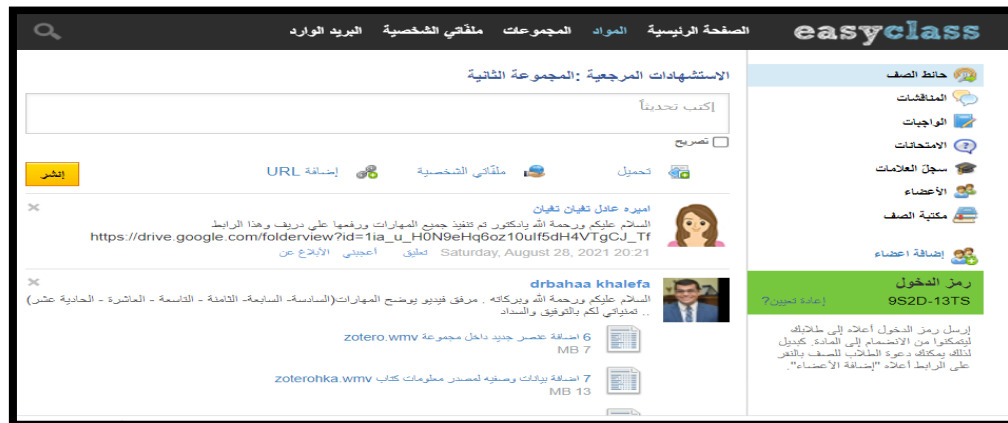 easyclass
الصفحة الرئيسية المواد المجموعات ملفّاتي الشخصية البريد الوارد
حائط الصف
المناقشات
الواجبات
الامتحانات
سجلّ العلامات
الأعضاء
مكتبة الصف
إضافة اعضاء
رمز الدخول
9S2D-13TS إعادة تعيين؟
إرسل رمز الدخول أعلاه إلى طلابك
ليتمكنوا من الانضمام إلى المادة. كبديل
لذلك يمكنك دعوة الطلاب للصف بالنقر
على الرابط أعلاه "إضافة الأعضاء".
الاستشهادات المرجعية :المجموعة الثانية
إكتب تحديثاً
تصريح
تحميل ملفّاتي الشخصية إضافة URL إنشر
اميره عادل تفيان تفيان
السلام عليكم ورحمة الله يادكتور تم تنفيذ جميع المهارات ورفعها علي دريف وهذا الرابط
https://drive.google.com/folderview?id=1ia_u_H0N9eHq6oz10uIf5dH4VTgCJ_Tf
Saturday, August 28, 2021 20:21 تعليق أعجبني الأبلاغ عن
drbahaa khalefa
السلام عليكم ورحمة الله وبركاته . مرفق فيديو يوضح المهارات(السادسة- السابعة- الثامنة - التاسعة - العاشرة - الحادية عشر)
.. تمنياتي لكم بالتوفيق والسداد
6 اضافة عنصر جديد داخل مجموعة zotero.wmv
7 MB
7 اضافة بيانات وصفيه لمصدر معلومات كتاب zoterohka.wmv
13 MB